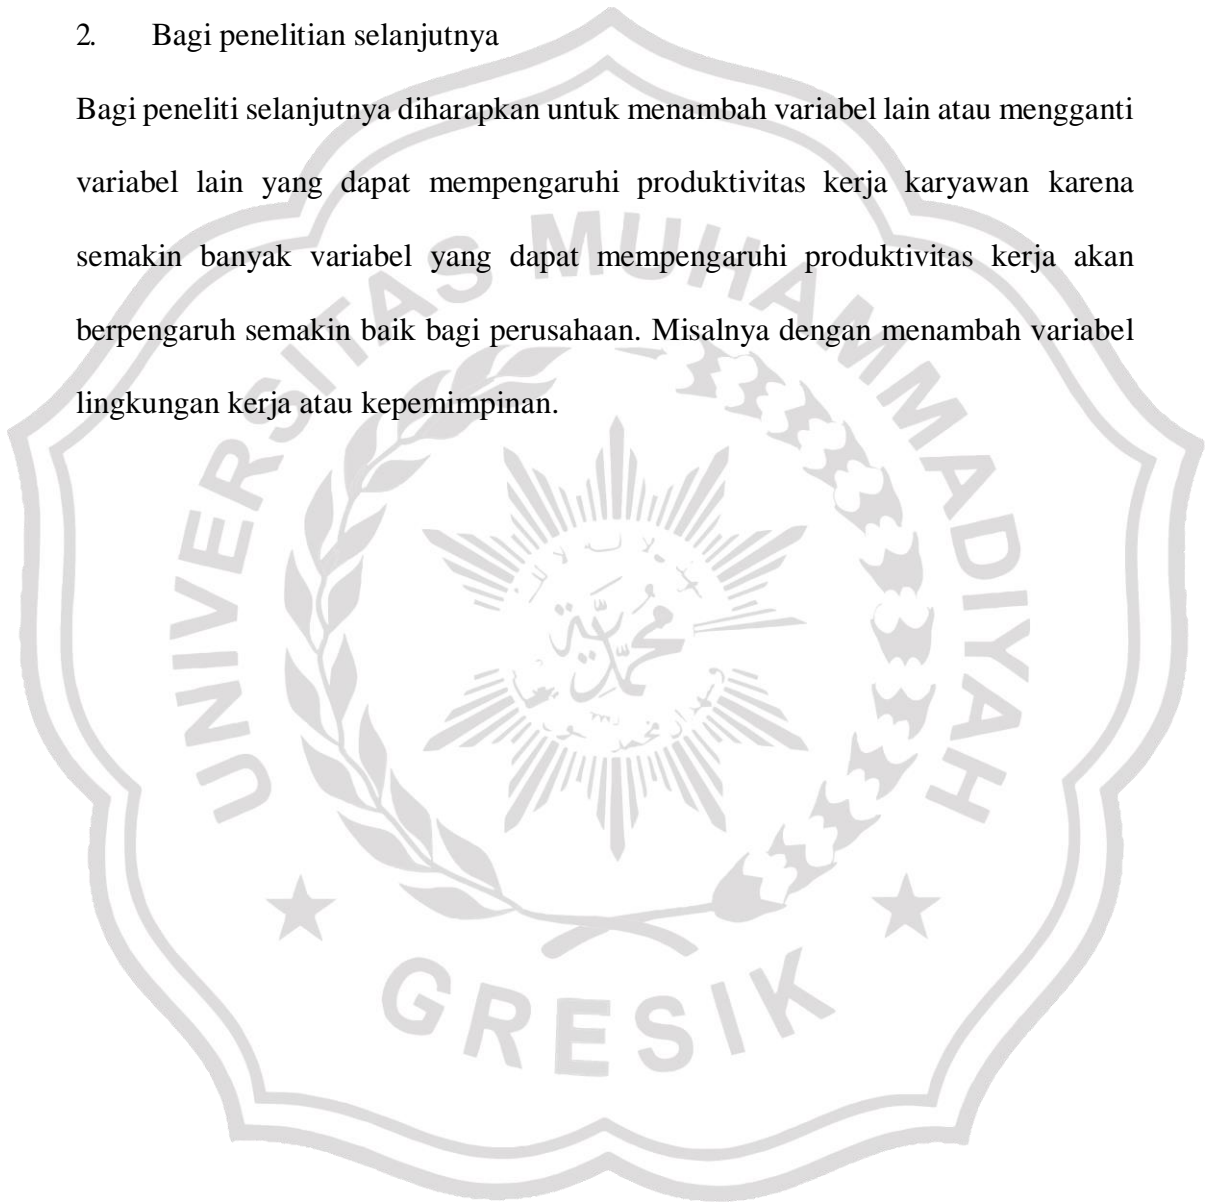 2. Bagi penelitian selanjutnya
Bagi peneliti selanjutnya diharapkan untuk menambah variabel lain atau mengganti
variabel lain yang dapat mempengaruhi produktivitas kerja karyawan karena
semakin banyak variabel yang dapat mempengaruhi produktivitas kerja akan
berpengaruh semakin baik bagi perusahaan. Misalnya dengan menambah variabel
lingkungan kerja atau kepemimpinan.
UNIVERSITAS MUHAMMADIYAH
محمدية
GRESIK